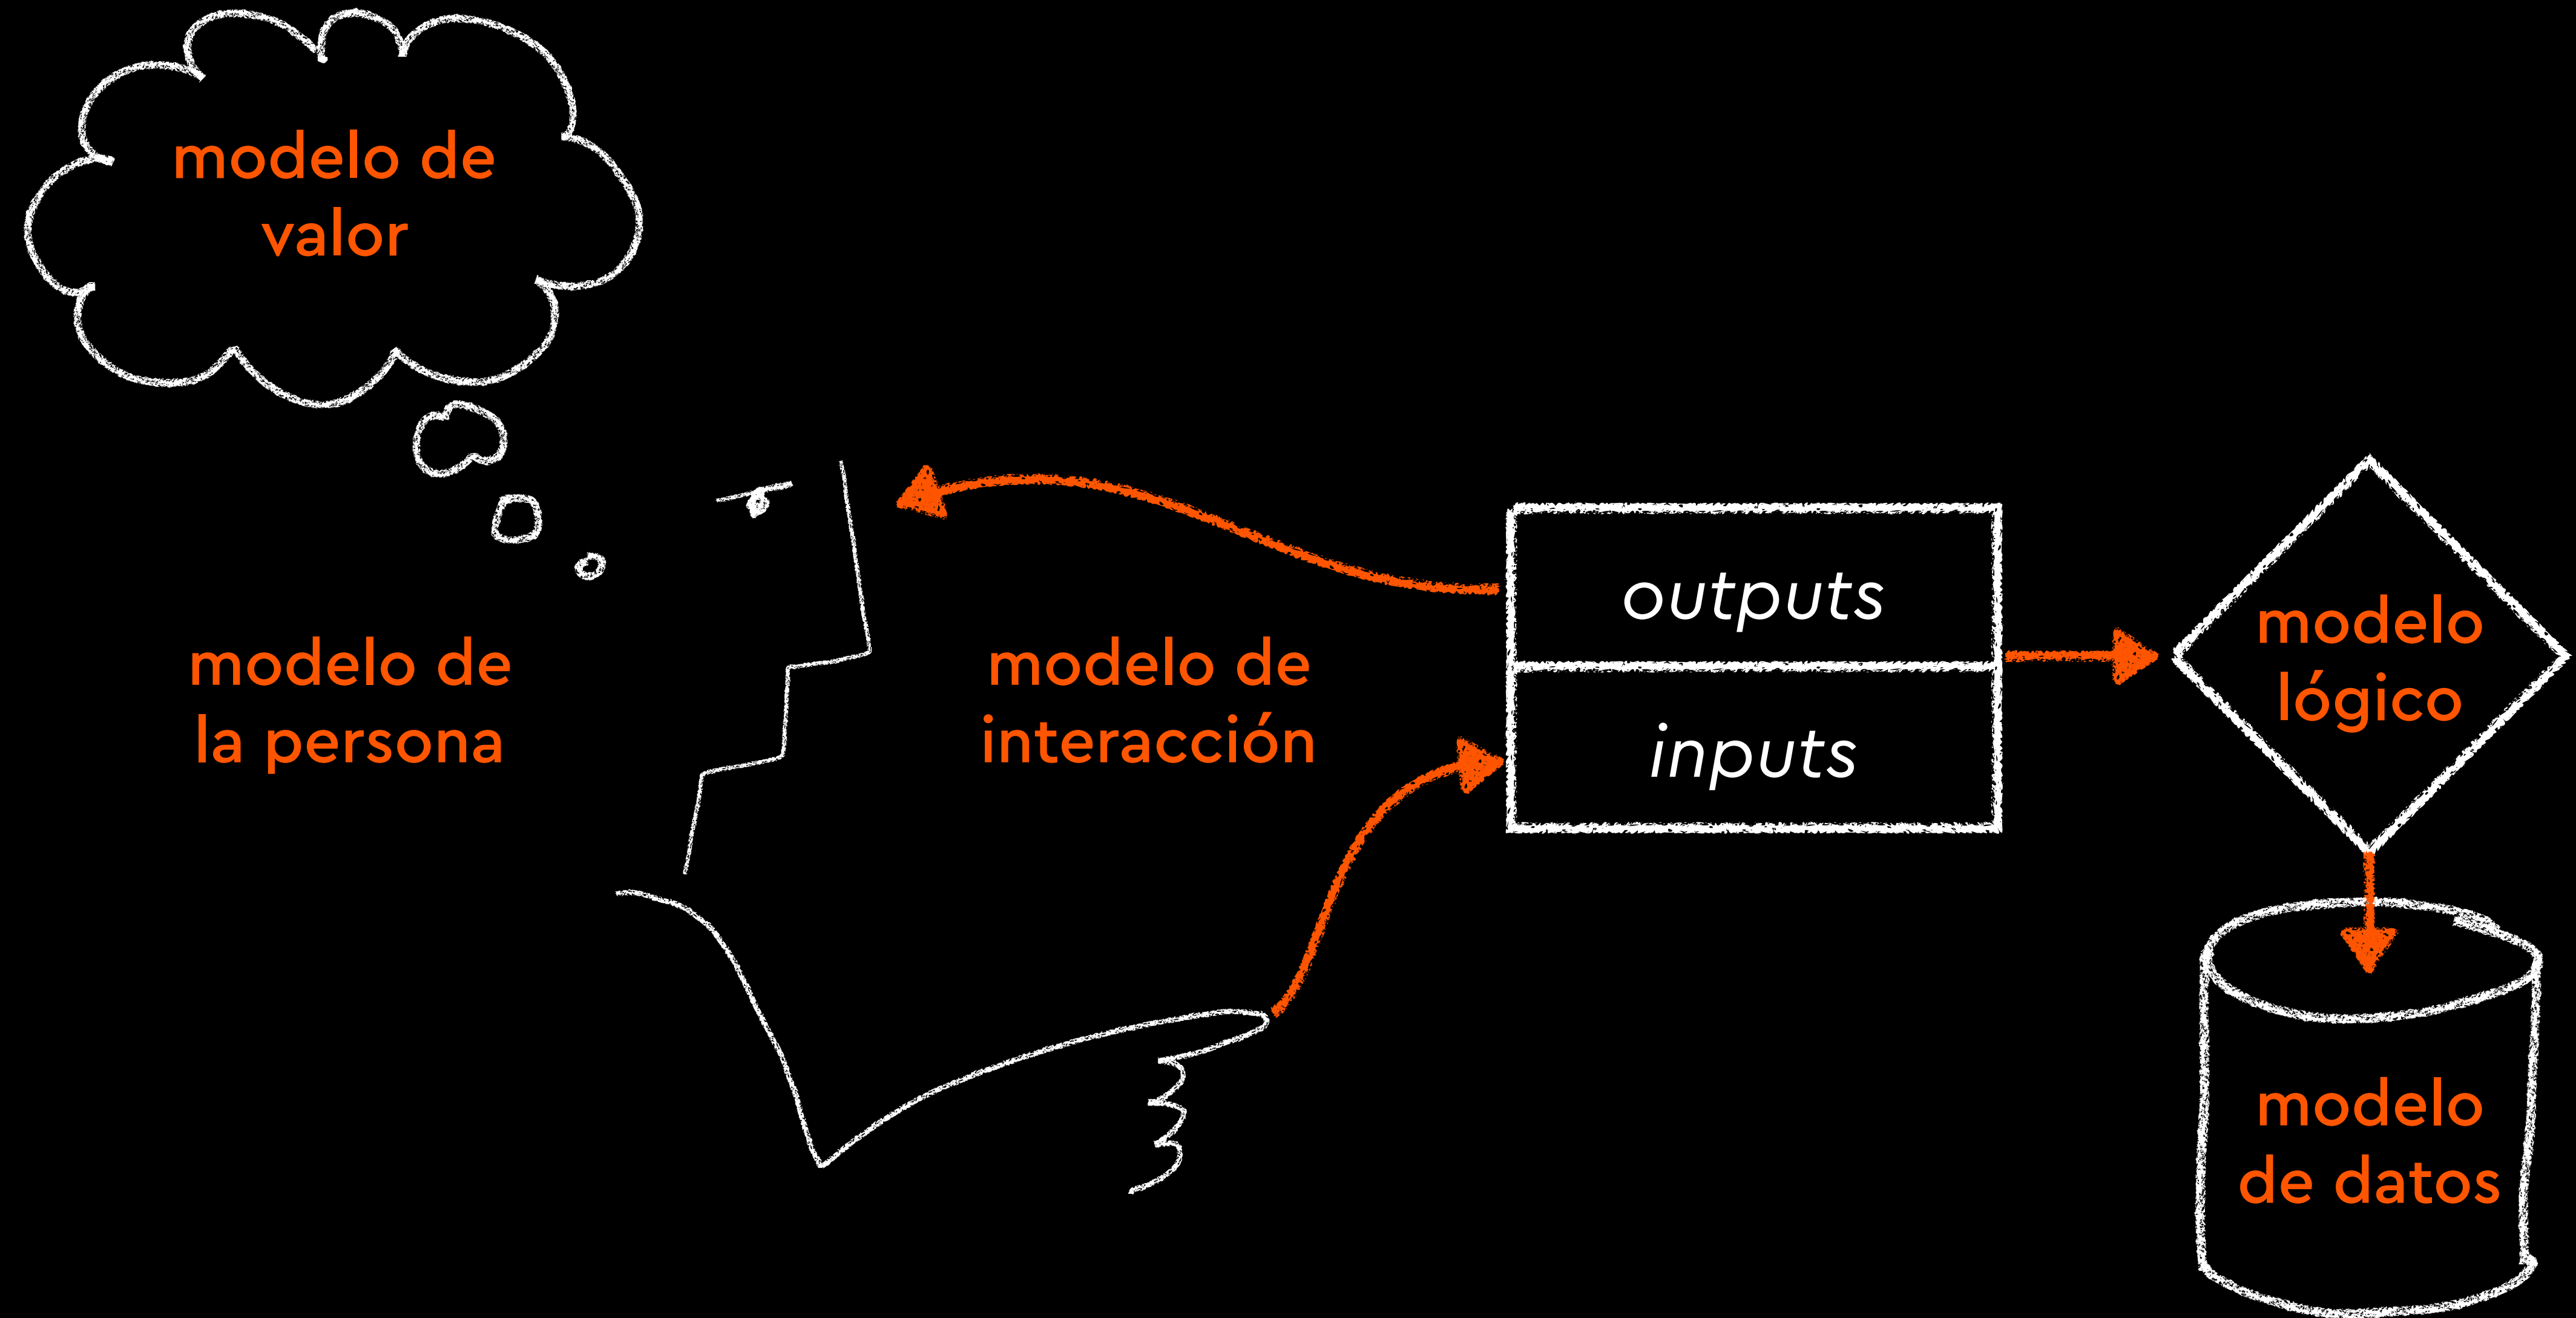 modelo de
valor
modelo de
la persona
modelo de
interacción
outputs
inputs
modelo
lógico
modelo
de datos